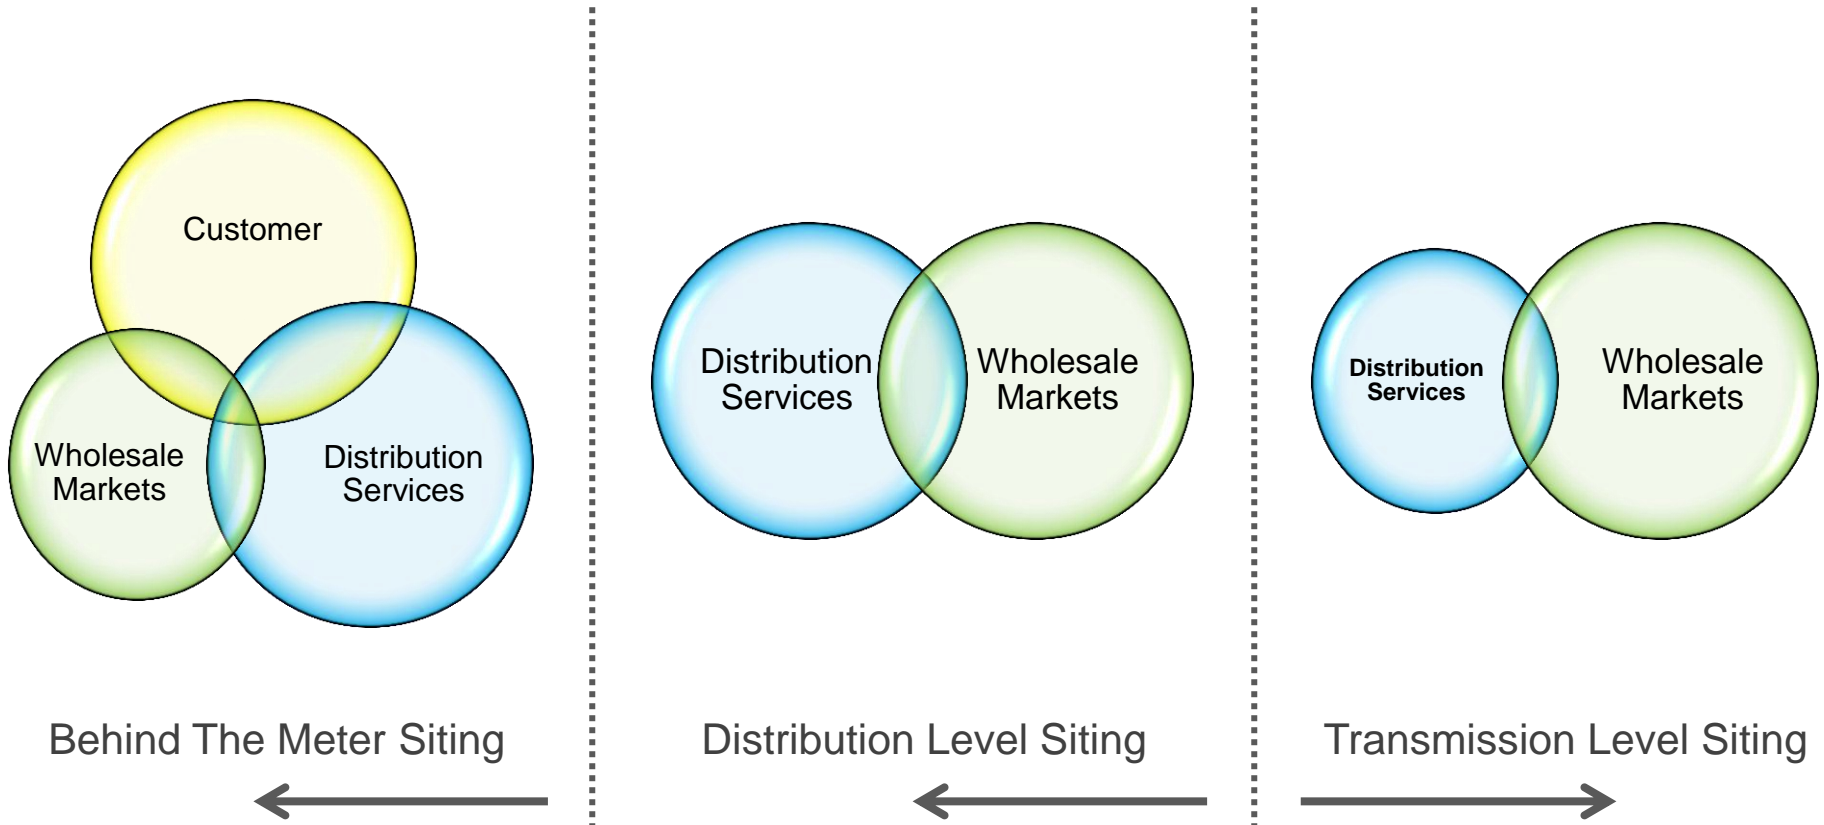 Customer
Wholesale
Markets
Distribution
Services
Behind The Meter Siting
Distribution
Services
Wholesale
Markets
Distribution Level Siting
Distribution
Services
Wholesale
Markets
Transmission Level Siting